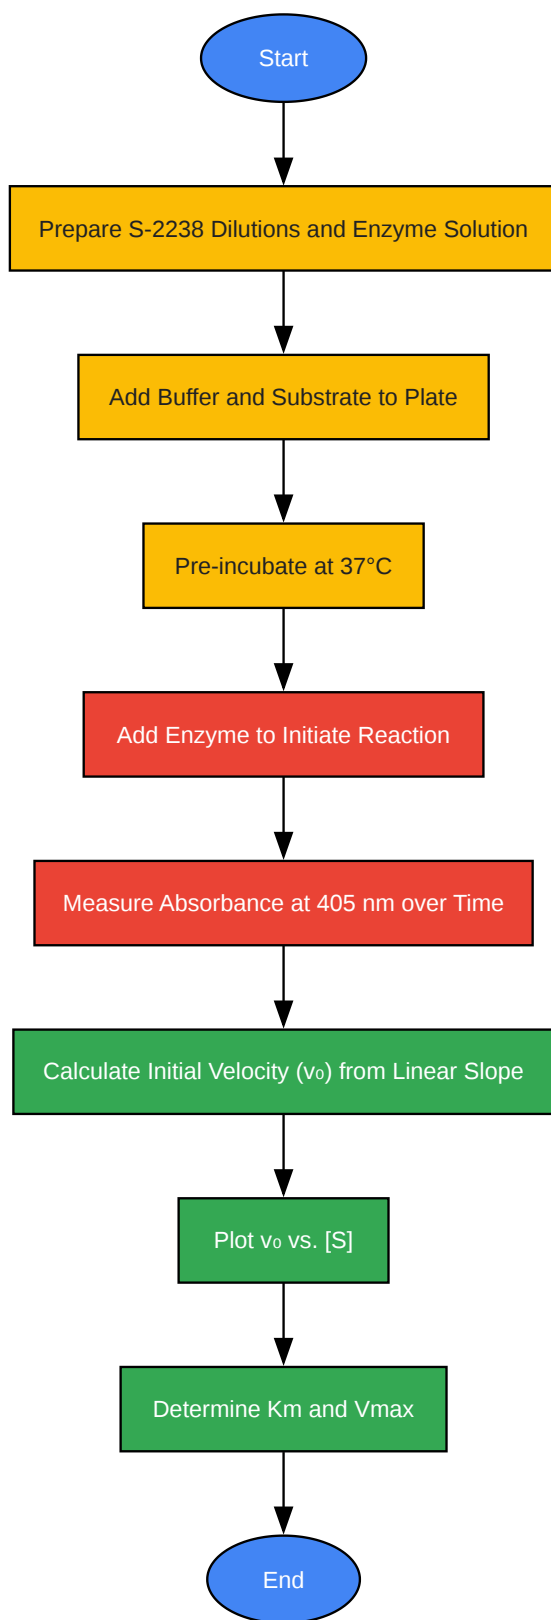 Start
Prepare S-2238 Dilutions and Enzyme Solution
Add Buffer and Substrate to Plate
Pre-incubate at 37°C
Add Enzyme to Initiate Reaction
Measure Absorbance at 405 nm over Time
Calculate Initial Velocity (v₀) from Linear Slope
Plot v₀ vs. [S]
Determine Km and Vmax
End